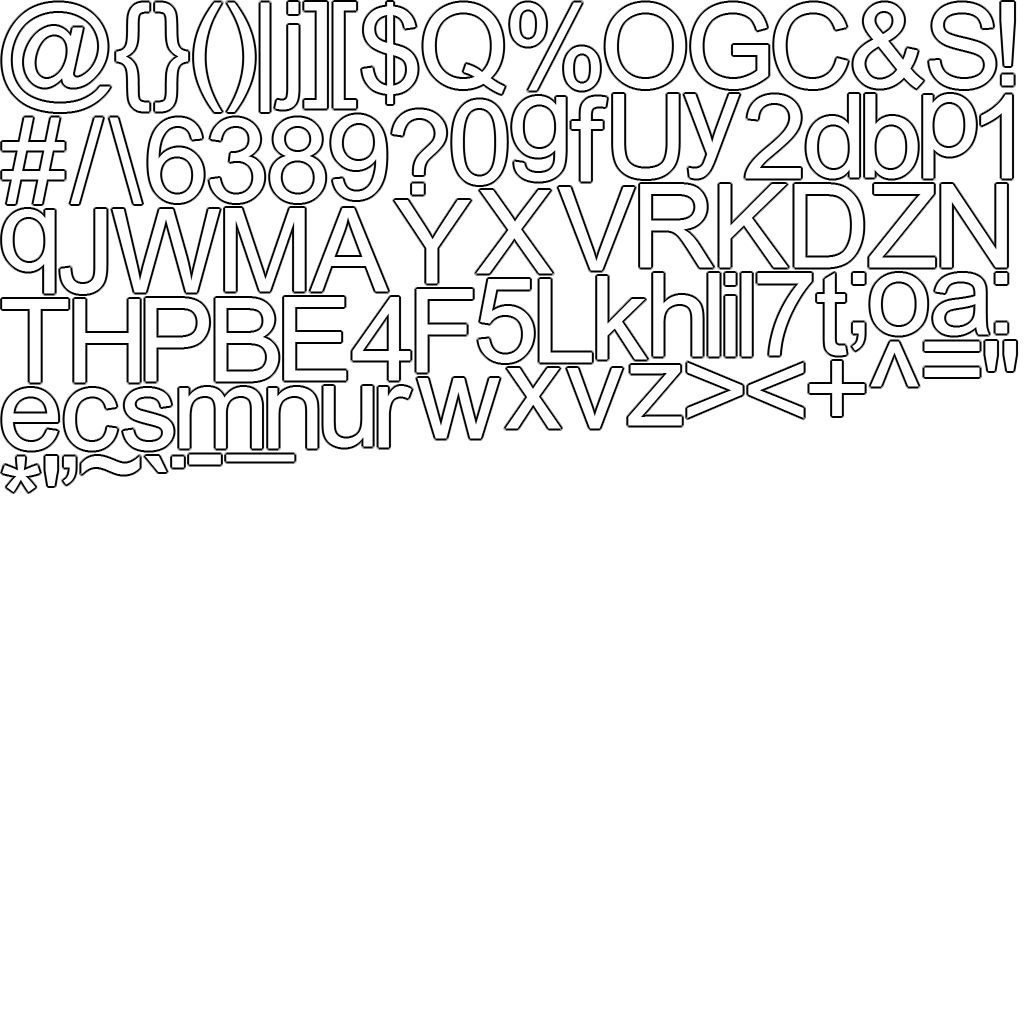 @{}()|j][$Q%OGC&S!
#/\6389?0gfUy2dbp1
qJWMAYXVRKDZN
THPBE4F5Lkhlil7t;oa:
ecsmnurwxvz><+^="
*',~`.-_